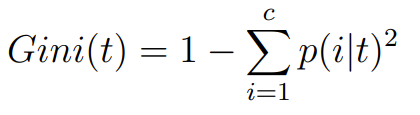 Gini(t) = 1 − ∑_{i=1}^{c} p(i|t)²